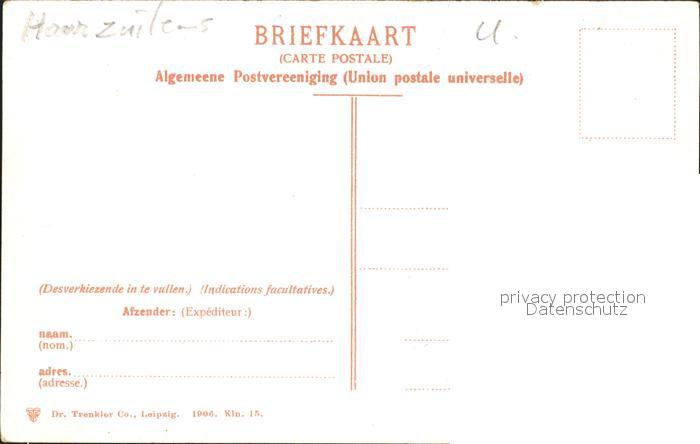 Haarzuilens U.
BRIEFKAART
(CARTE POSTALE)
Algemeene Postvereeniging (Union postale universelle)
(Desverkiezende in te vullen.) (Indications facultatives.)
Afzender: (Expéditeur:)
naam.
(nom.)
adres.
(adresse.)
Dr. Trenkler Co., Leipzig. 1906. Kln. 15.
privacy protection
Datenschutz